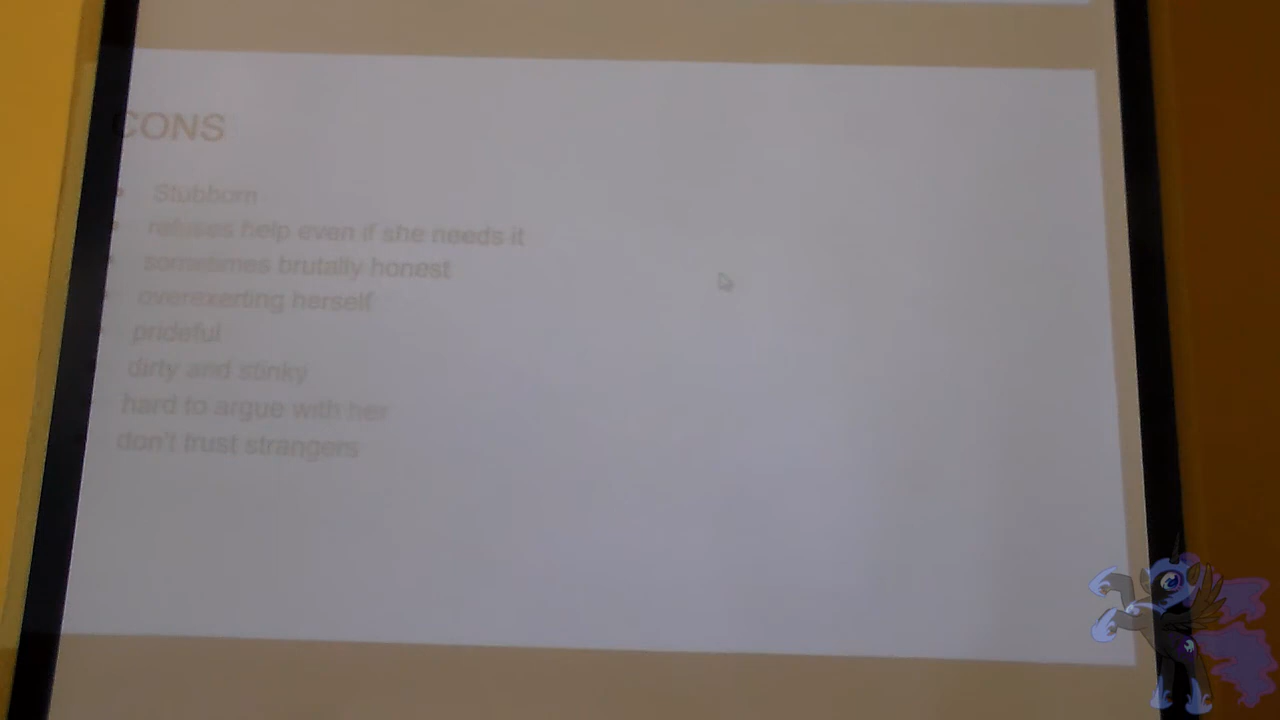 CONS
Stubborn
refuses help even if she needs it
sometimes brutally honest
overexerting herself
prideful
dirty and stinky
hard to argue with her
don't trust strangers